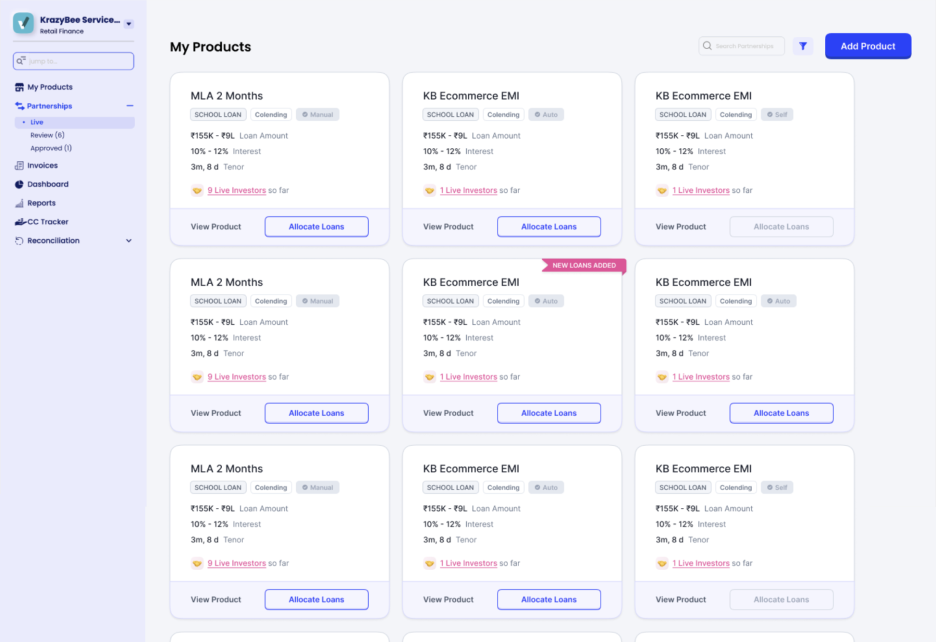 KrazyBee Service...
Retail Finance
Jump to...
My Products
Partnerships
Live
Review (6)
Approved (1)
Invoices
Dashboard
Reports
CC Tracker
Reconciliation
My Products
Search Partnerships
Add Product
MLA 2 Months
SCHOOL LOAN Colending Manual
₹155K - ₹9L Loan Amount
10% - 12% Interest
3m, 8 d Tenor
9 Live Investors so far
View Product Allocate Loans
KB Ecommerce EMI
SCHOOL LOAN Colending Auto
₹155K - ₹9L Loan Amount
10% - 12% Interest
3m, 8 d Tenor
1 Live Investors so far
View Product Allocate Loans
KB Ecommerce EMI
SCHOOL LOAN Colending Self
₹155K - ₹9L Loan Amount
10% - 12% Interest
3m, 8 d Tenor
1 Live Investors so far
View Product Allocate Loans
MLA 2 Months
SCHOOL LOAN Colending Manual
₹155K - ₹9L Loan Amount
10% - 12% Interest
3m, 8 d Tenor
9 Live Investors so far
View Product Allocate Loans
NEW LOANS ADDED
KB Ecommerce EMI
SCHOOL LOAN Colending Auto
₹155K - ₹9L Loan Amount
10% - 12% Interest
3m, 8 d Tenor
1 Live Investors so far
View Product Allocate Loans
KB Ecommerce EMI
SCHOOL LOAN Colending Auto
₹155K - ₹9L Loan Amount
10% - 12% Interest
3m, 8 d Tenor
1 Live Investors so far
View Product Allocate Loans
MLA 2 Months
SCHOOL LOAN Colending Manual
₹155K - ₹9L Loan Amount
10% - 12% Interest
3m, 8 d Tenor
9 Live Investors so far
View Product Allocate Loans
KB Ecommerce EMI
SCHOOL LOAN Colending Auto
₹155K - ₹9L Loan Amount
10% - 12% Interest
3m, 8 d Tenor
1 Live Investors so far
View Product Allocate Loans
KB Ecommerce EMI
SCHOOL LOAN Colending Self
₹155K - ₹9L Loan Amount
10% - 12% Interest
3m, 8 d Tenor
1 Live Investors so far
View Product Allocate Loans